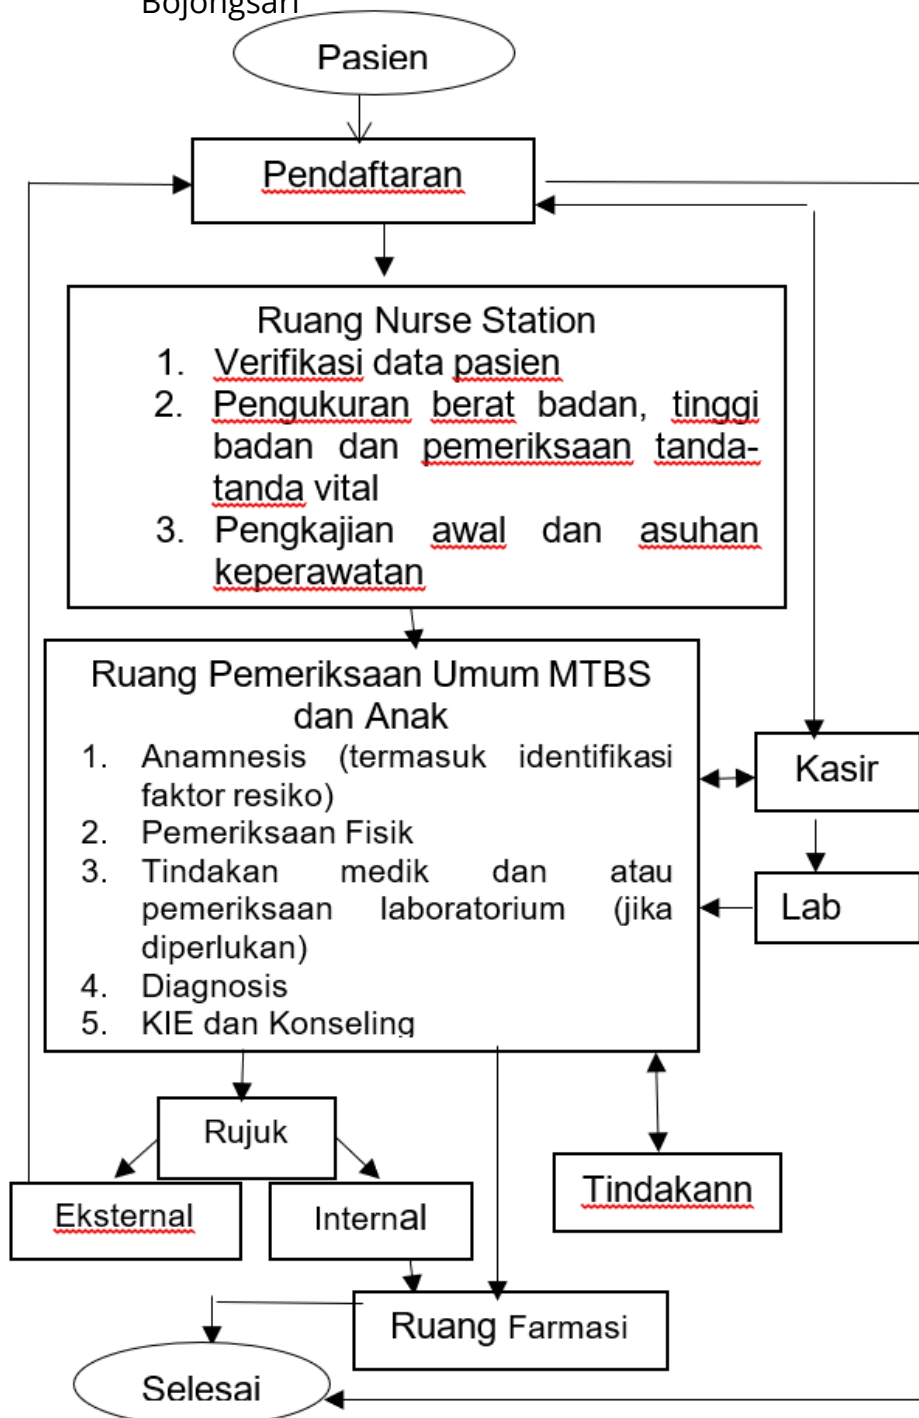 Bojongsari
Pasien
Pendaftaran
Ruang Nurse Station
1. Verifikasi data pasien
2. Pengukuran berat badan, tinggi
badan dan pemeriksaan tanda-
tanda vital
3. Pengkajian awal dan asuhan
keperawatan
Ruang Pemeriksaan Umum MTBS
dan Anak
1. Anamnesis (termasuk identifikasi
faktor resiko)
2. Pemeriksaan Fisik
3. Tindakan medik dan atau
pemeriksaan laboratorium (jika
diperlukan)
4. Diagnosis
5. KIE dan Konseling
Kasir
Lab
Rujuk
Eksternal
Internal
Tindakann
Ruang Farmasi
Selesai